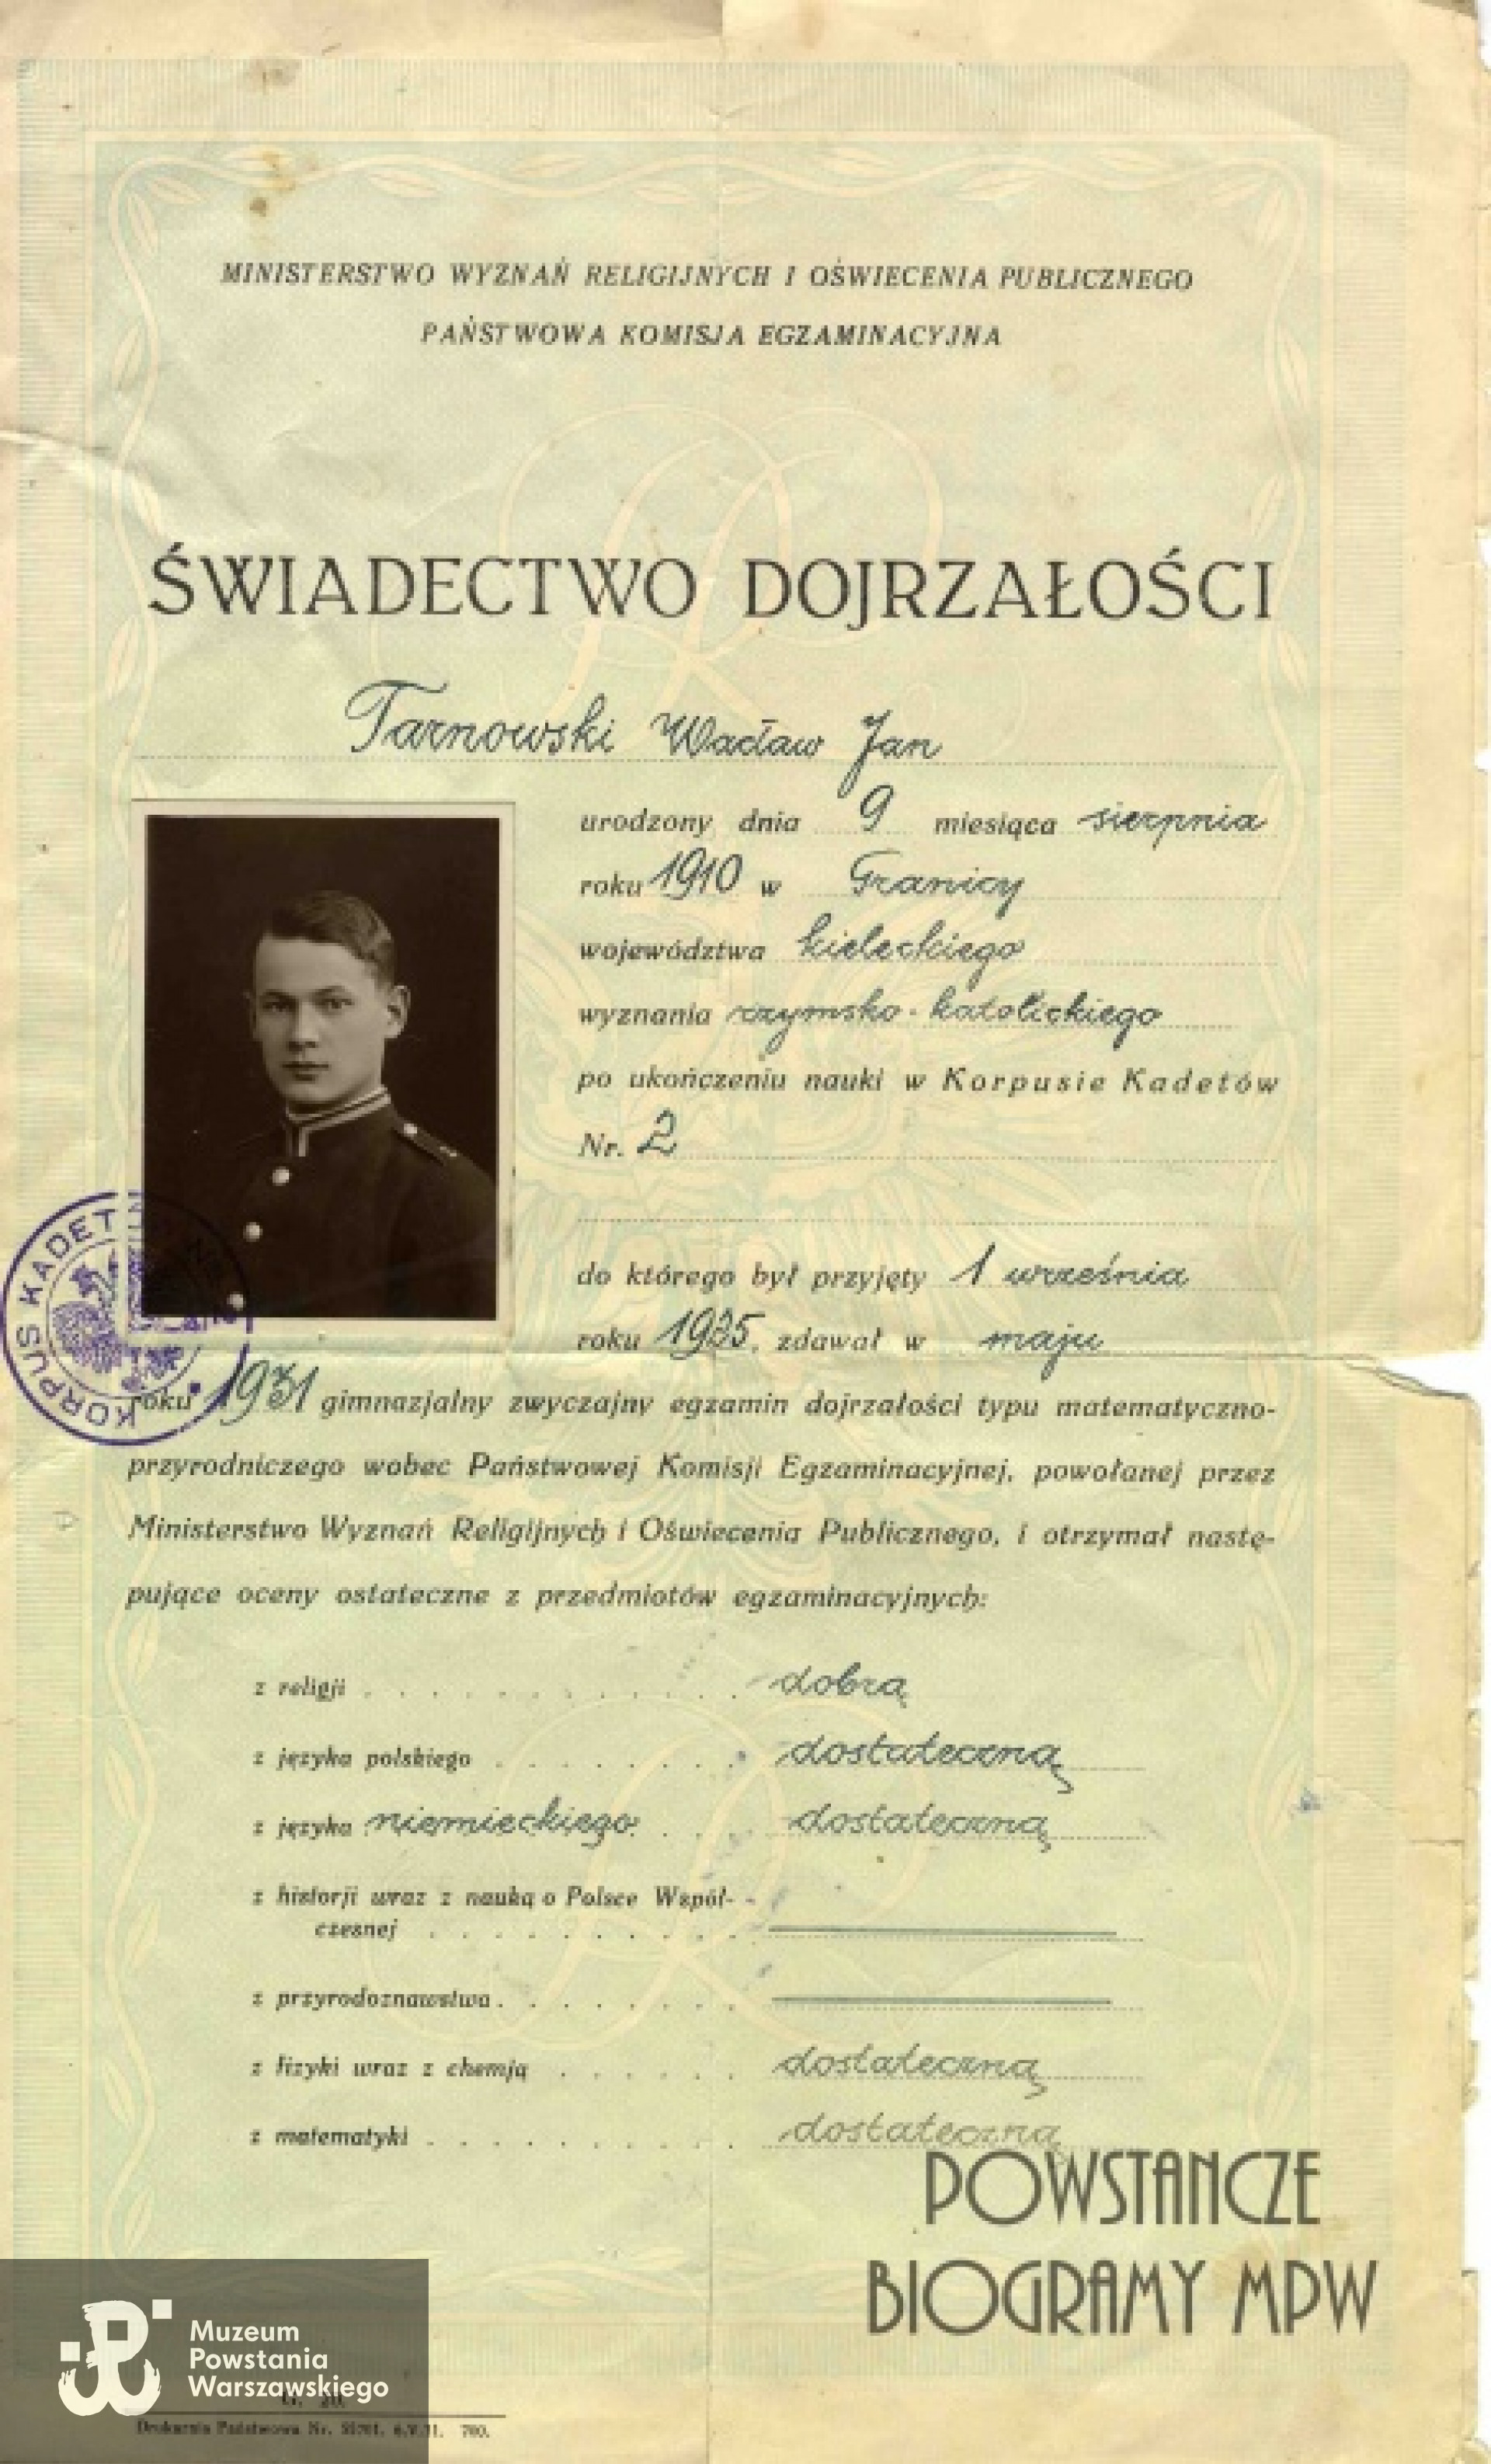 MINISTERSTWO WYZNAŃ RELIGIJNYCH I OŚWIECENIA PUBLICZNEGO
PAŃSTWOWA KOMISJA EGZAMINACYJNA
ŚWIADECTWO DOJRZAŁOŚCI
Tarnowski Wacław Jan
urodzony dnia 9 miesiąca sierpnia
roku 1910 w Granicy
województwa kieleckiego
wyznania rzymsko-katolickiego
po ukończeniu nauki w Korpusie Kadetów
Nr. 2
do którego był przyjęty 1 września
roku 1925, zdawał w maju
KORPUS KADET
roku 1931 gimnazjalny zwyczajny egzamin dojrzałości typu matematyczno-
przyrodniczego wobec Państwowej Komisji Egzaminacyjnej, powołanej przez
Ministerstwo Wyznań Religijnych i Oświecenia Publicznego, i otrzymał nastę-
pujące oceny ostateczne z przedmiotów egzaminacyjnych:
z religji . . . . . . . . . . . . dobrą
z języka polskiego . . . . . . . . dostateczną
z języka niemieckiego . . . dostateczną
z historji wraz z nauką o Polsce Współ-
czesnej . . . . . . . . . .
z przyrodoznawstwa . . . . . . . .
z fizyki wraz z chemją . . . . . . dostateczną
z matematyki . . . . . . . . . . dostateczną
POWSTAŃCZE
BIOGRAMY MPW
Muzeum
Powstania
Warszawskiego
Drukarnia Państwowa Nr. 700.